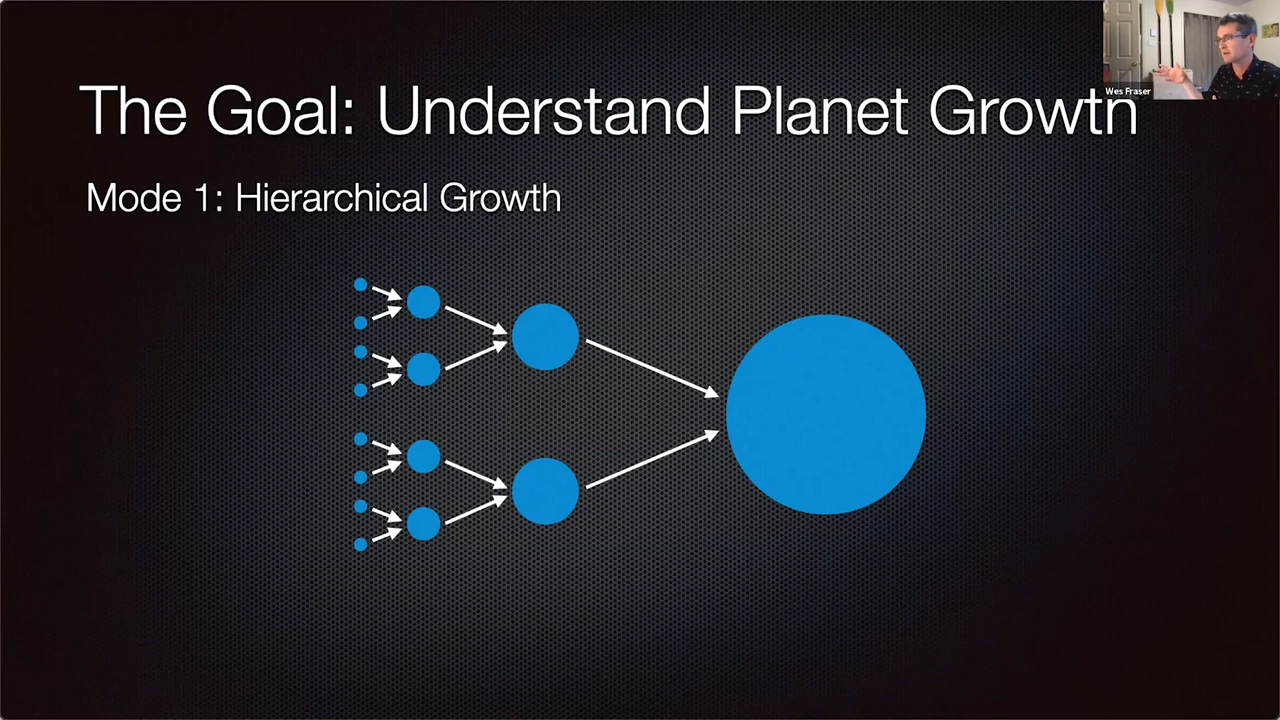 The Goal: Understand Planet Growth
Wes Fraser
Mode 1: Hierarchical Growth